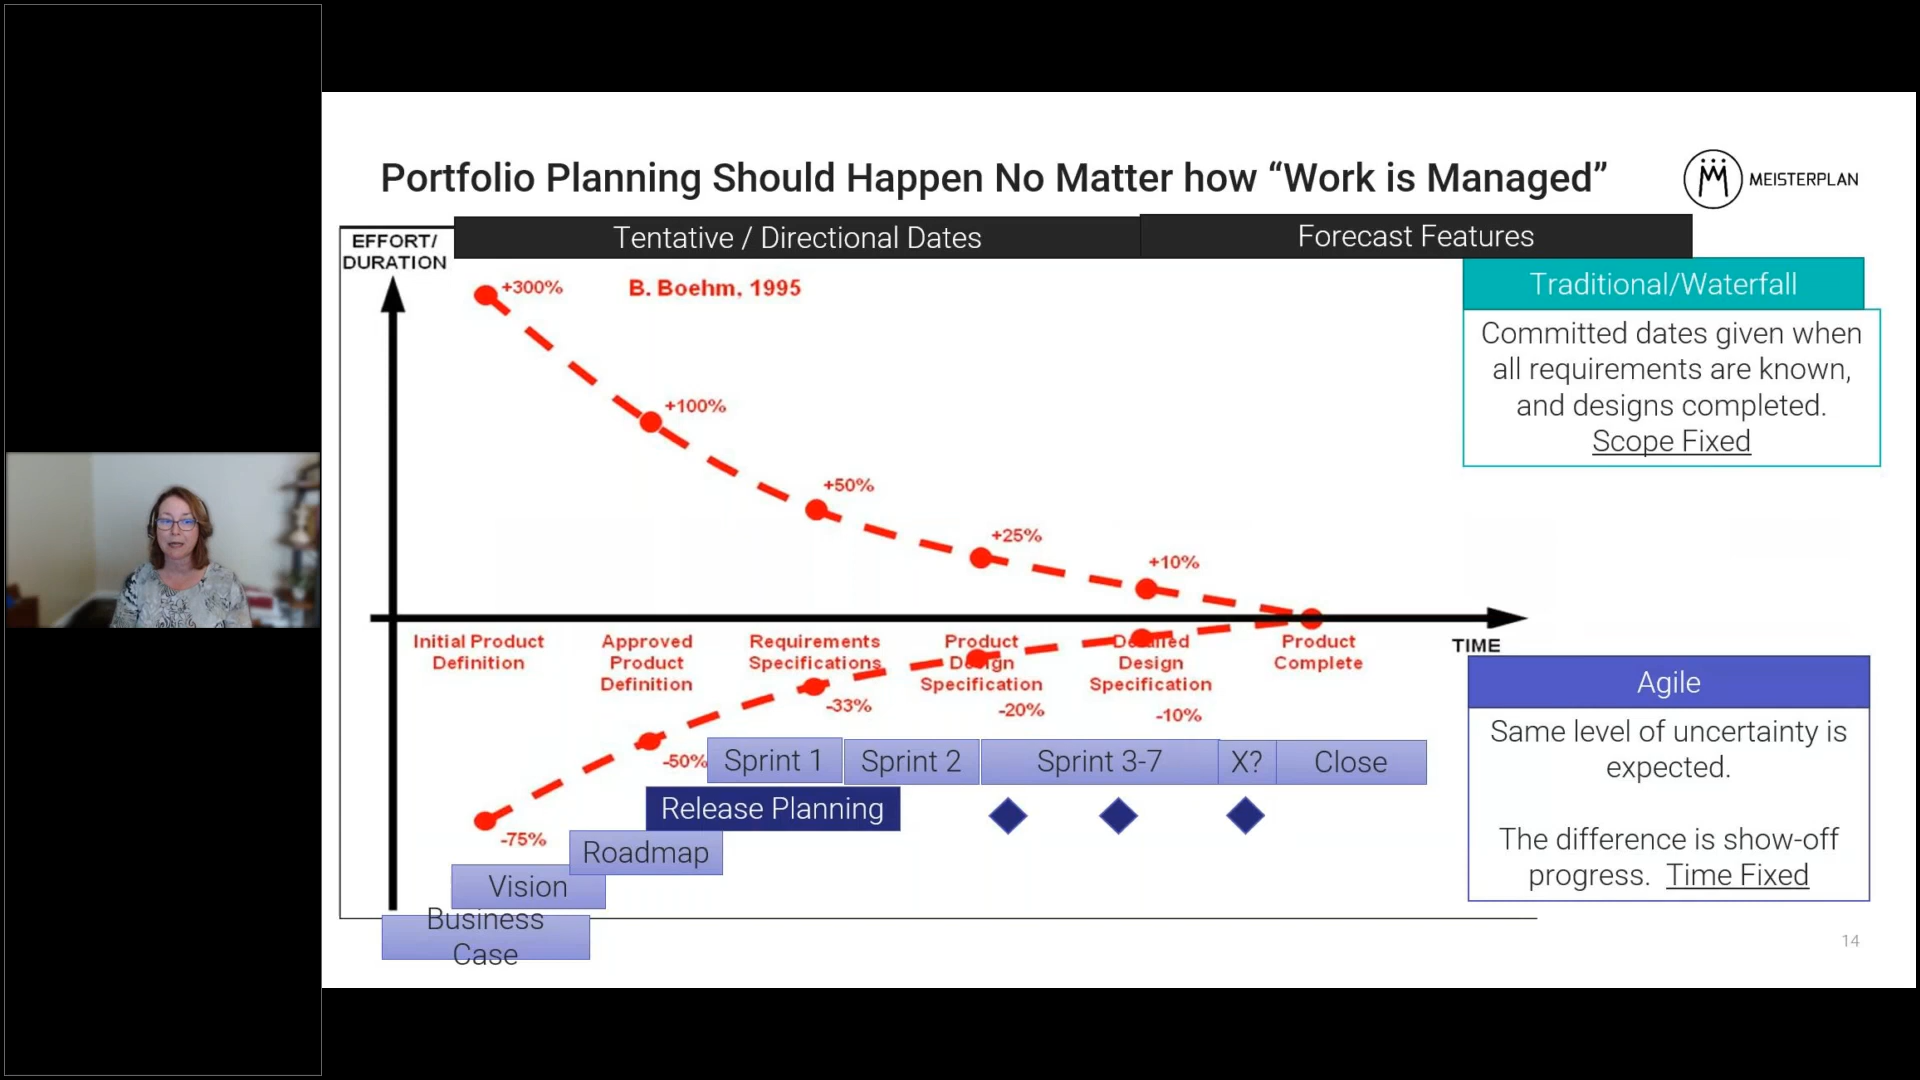 Portfolio Planning Should Happen No Matter how “Work is Managed”
MEISTERPLAN
EFFORT/
DURATION
Tentative / Directional Dates
Forecast Features
+300%
B. Boehm, 1995
Traditional/Waterfall
Committed dates given when
all requirements are known,
and designs completed.
Scope Fixed
+100%
+50%
+25%
+10%
Initial Product
Definition
Approved
Product
Definition
Requirements
Specifications
Product
Design
Specification
Detailed
Design
Specification
Product
Complete
TIME
-33%
-20%
-10%
-50%
-75%
Agile
Same level of uncertainty is
expected.
The difference is show-off
progress. Time Fixed
Sprint 1
Sprint 2
Sprint 3-7
X?
Close
Release Planning
Roadmap
Vision
Business
Case
14